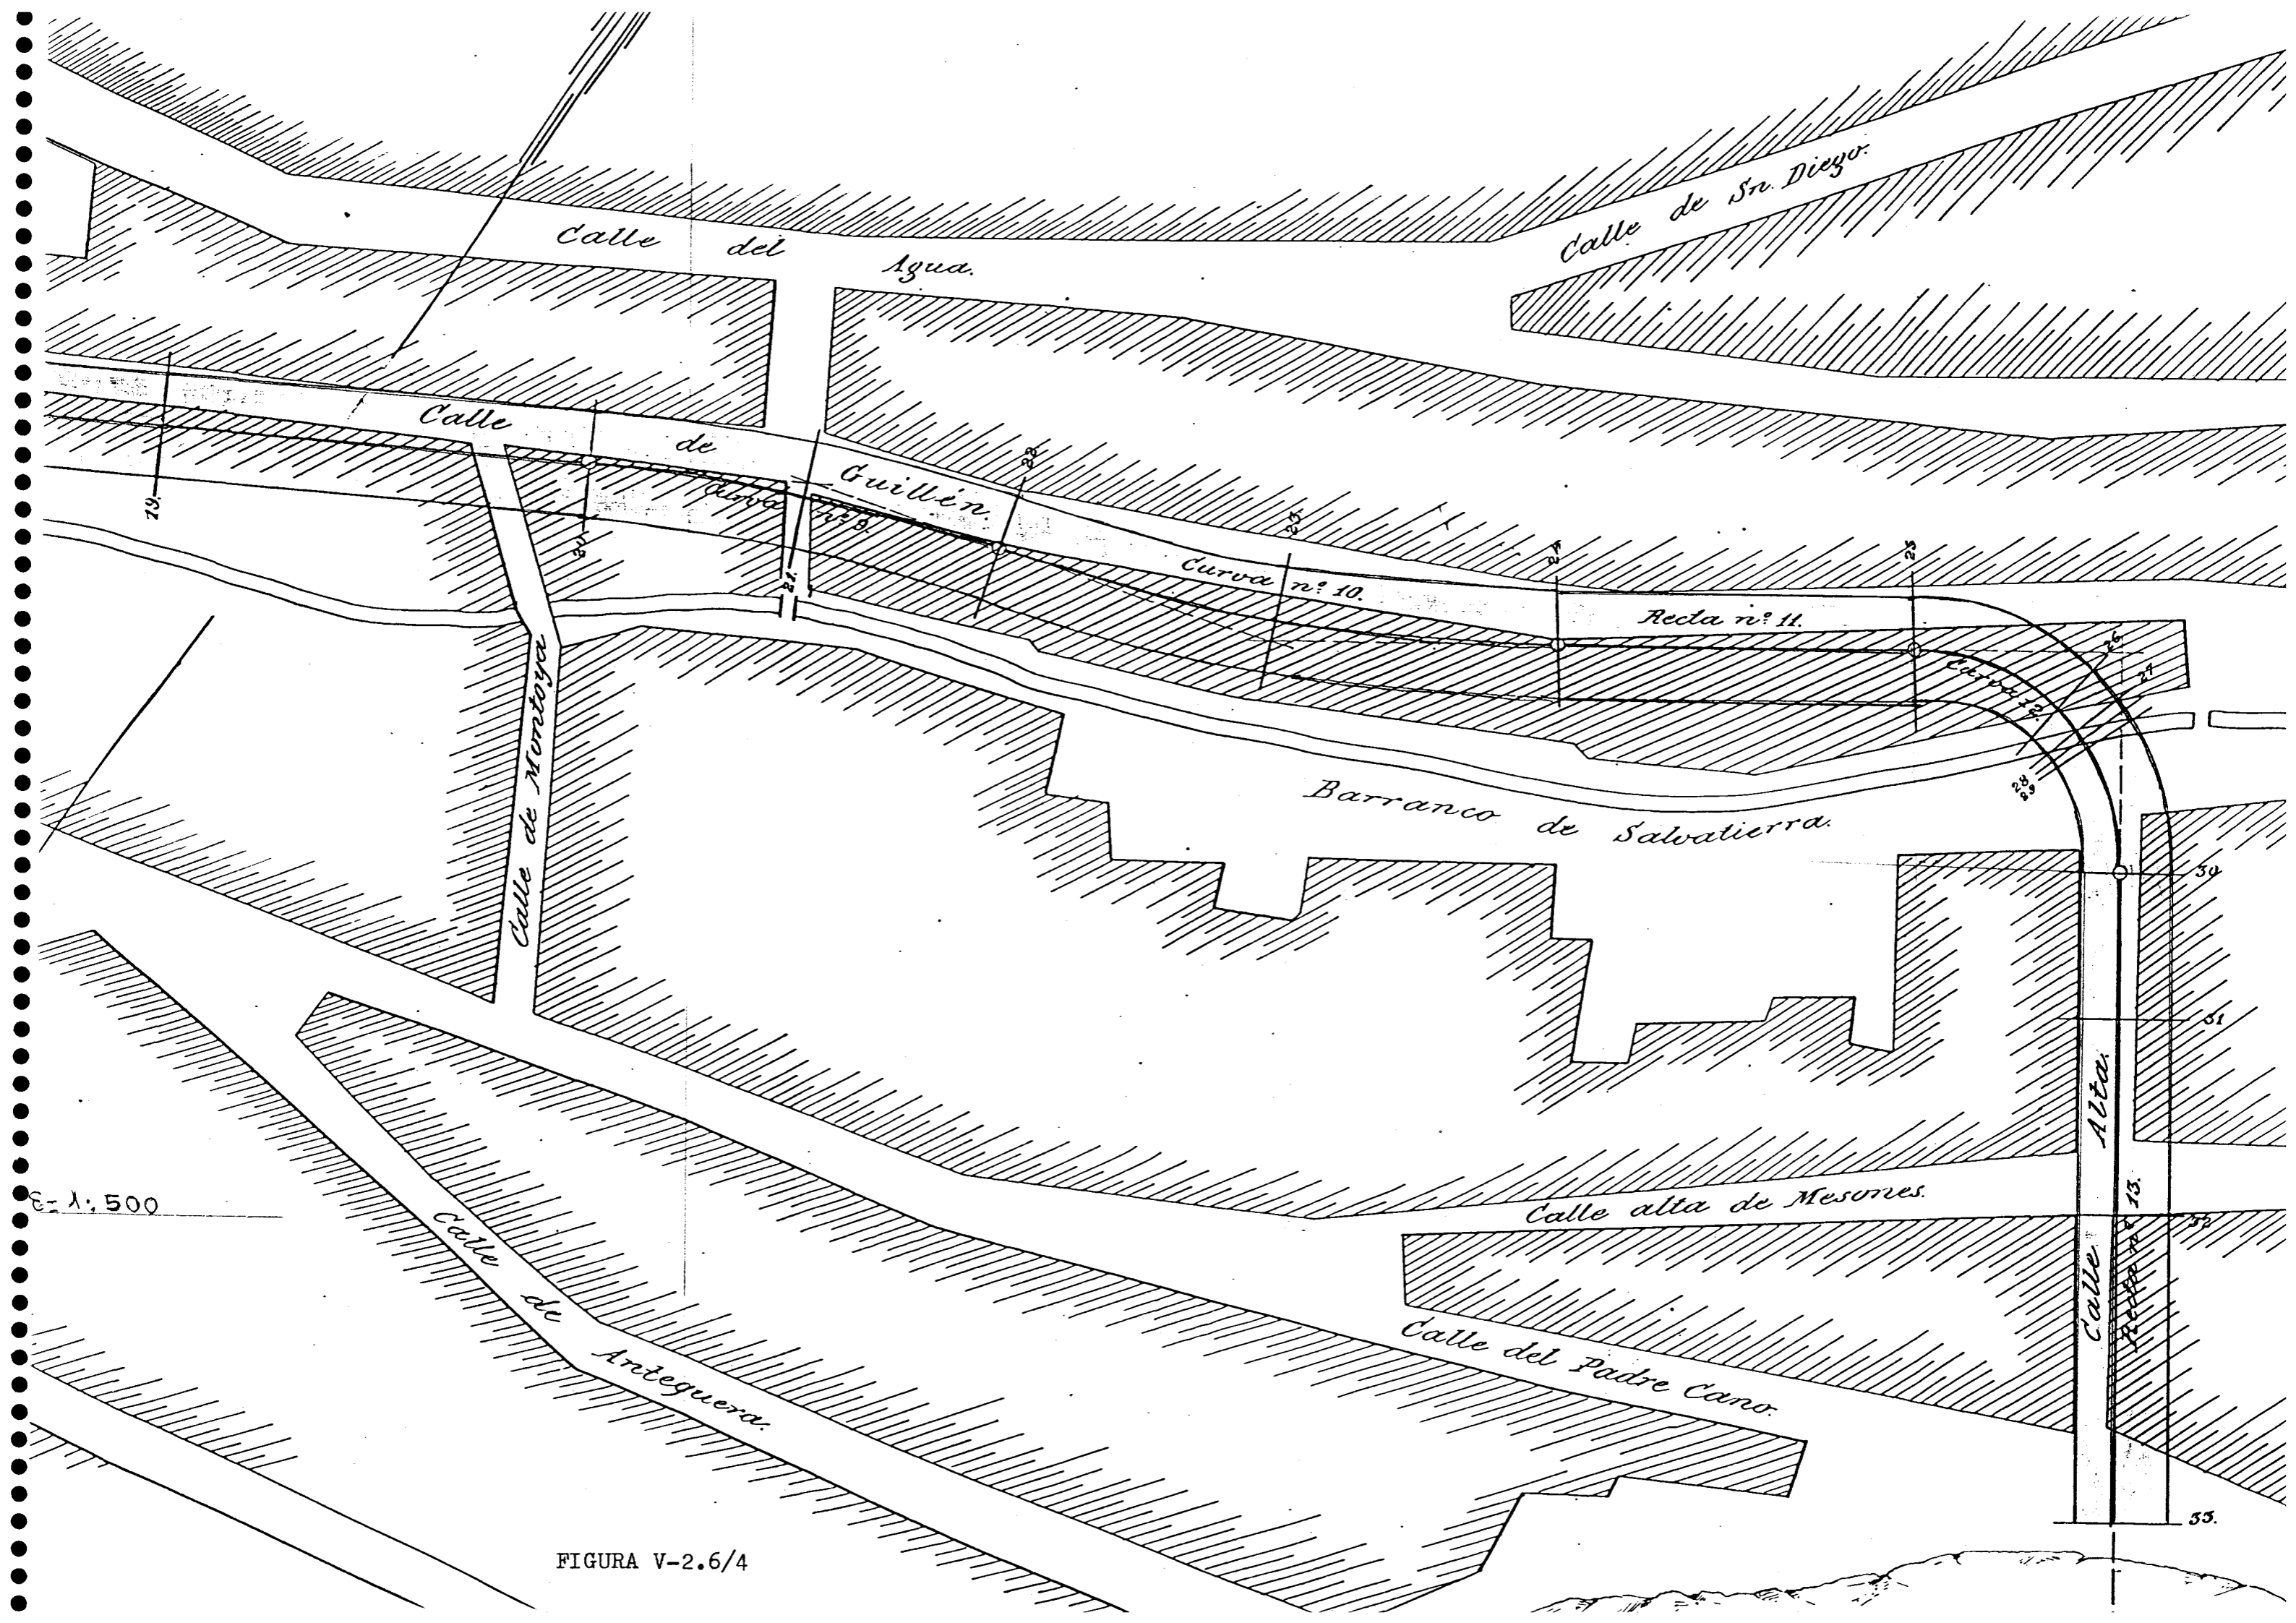 Calle de Sn. Diego.
Calle del Agua.
Calle de Guillén.
19.
21.
22.
23.
24
25
26
27
28
29
30
31
32
33.
Curva nº 9.
Curva nº 10.
Recta nº 11.
Curva 12.
Calle de Montoya
Barranco de Salvatierra.
Calle Alta.
Recta nº 13.
Calle alta de Mesones.
E=1:500
Calle de Antequera.
Calle del Padre Cano.
FIGURA V-2.6/4